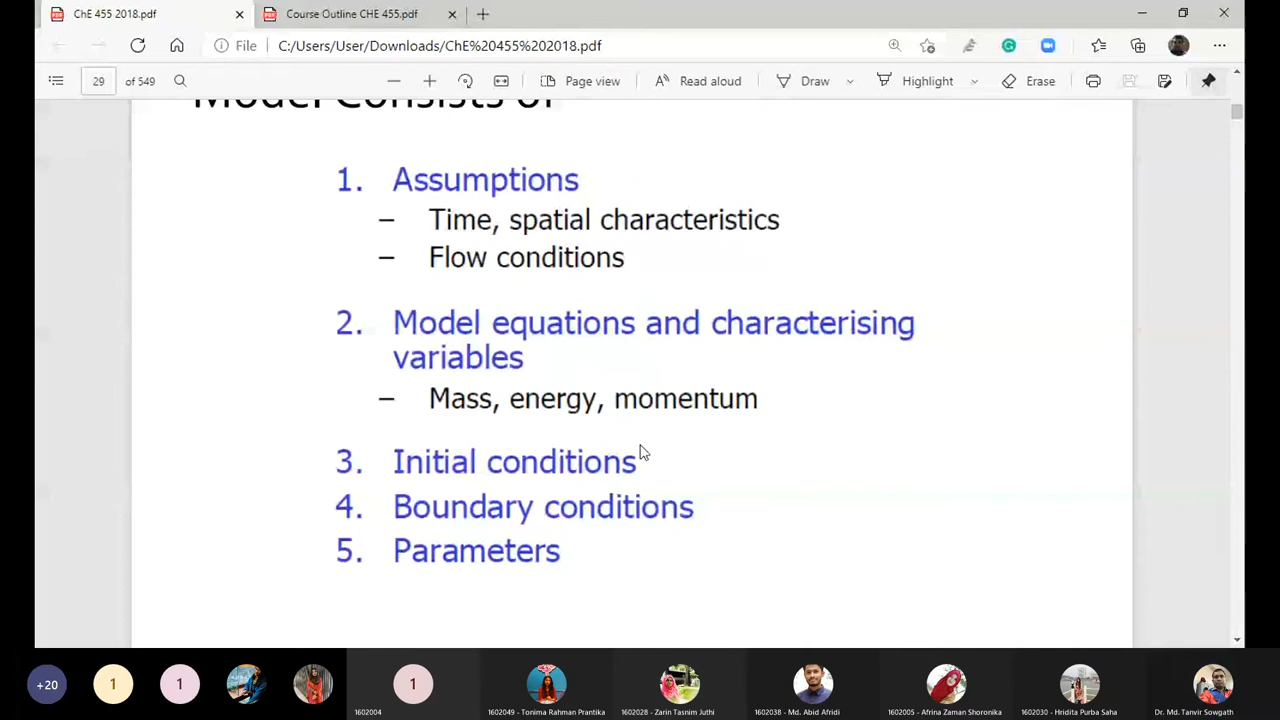 ChE 455 2018.pdf
Course Outline CHE 455.pdf
File
C:/Users/User/Downloads/ChE%20455%202018.pdf
29 of 549
Page view
Read aloud
Draw
Highlight
Erase
Model Consists of
1. Assumptions
– Time, spatial characteristics
– Flow conditions
2. Model equations and characterising
variables
– Mass, energy, momentum
3. Initial conditions
4. Boundary conditions
5. Parameters
+20
1
1
1
1602004
1602049 - Tonima Rahman Prantika
1602028 - Zarin Tasnim Juthi
1602038 - Md. Abid Afridi
1602005 - Afrina Zaman Shoronika
1602030 - Hridita Purba Saha
Dr. Md. Tanvir Sowgath